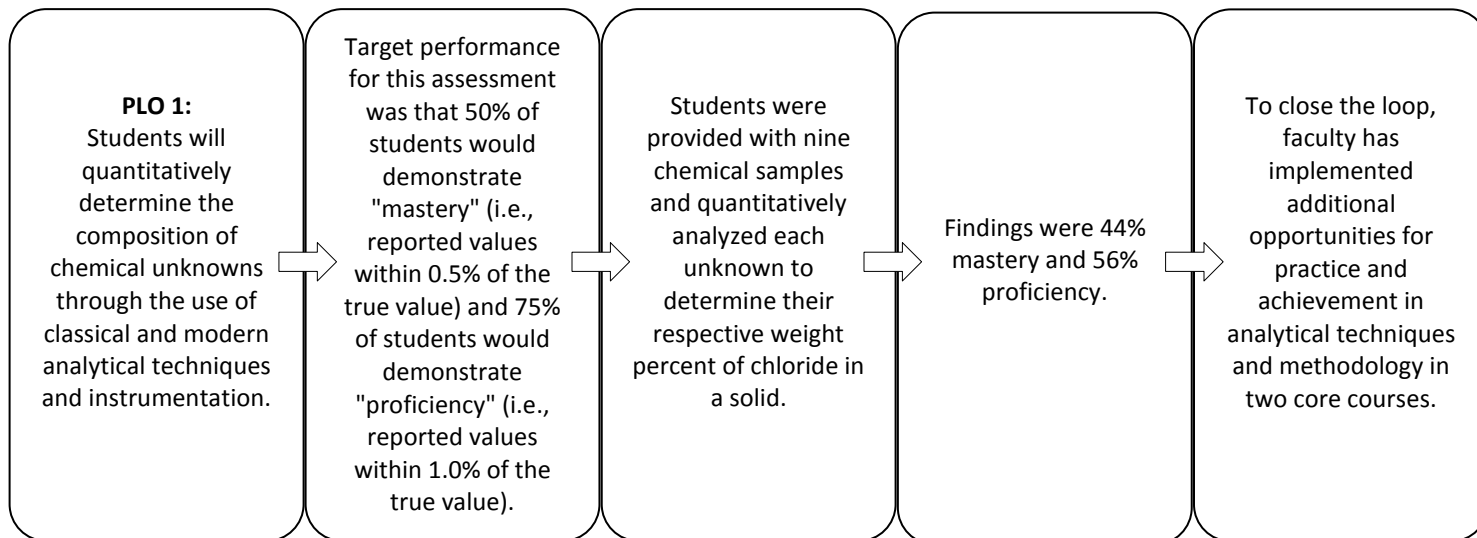 PLO 1:
Students will
quantitatively
determine the
composition of
chemical unknowns
through the use of
classical and modern
analytical techniques
and instrumentation.
Target performance
for this assessment
was that 50% of
students would
demonstrate
"mastery" (i.e.,
reported values
within 0.5% of the
true value) and 75%
of students would
demonstrate
"proficiency" (i.e.,
reported values
within 1.0% of the
true value).
Students were
provided with nine
chemical samples
and quantitatively
analyzed each
unknown to
determine their
respective weight
percent of chloride in
a solid.
Findings were 44%
mastery and 56%
proficiency.
To close the loop,
faculty has
implemented
additional
opportunities for
practice and
achievement in
analytical techniques
and methodology in
two core courses.